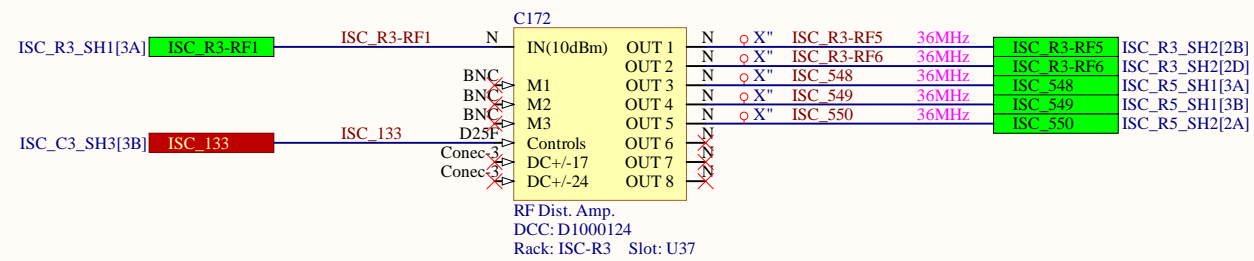 C172
ISC_R3_SH1[3A] ISC_R3-RF1 ISC_R3-RF1 N IN(10dBm) OUT 1 N X" ISC_R3-RF5 36MHz ISC_R3-RF5 ISC_R3_SH2[2B]
OUT 2 N X" ISC_R3-RF6 36MHz ISC_R3-RF6 ISC_R3_SH2[2D]
BNC M1 OUT 3 N X" ISC_548 36MHz ISC_548 ISC_R5_SH1[3A]
BNC M2 OUT 4 N X" ISC_549 36MHz ISC_549 ISC_R5_SH1[3B]
BNC M3 OUT 5 N X" ISC_550 36MHz ISC_550 ISC_R5_SH2[2A]
ISC_C3_SH3[3B] ISC_133 ISC_133 D25F Controls OUT 6 N
Conec-3 DC+/-17 OUT 7 N
Conec-3 DC+/-24 OUT 8 N
RF Dist. Amp.
DCC: D1000124
Rack: ISC-R3 Slot: U37